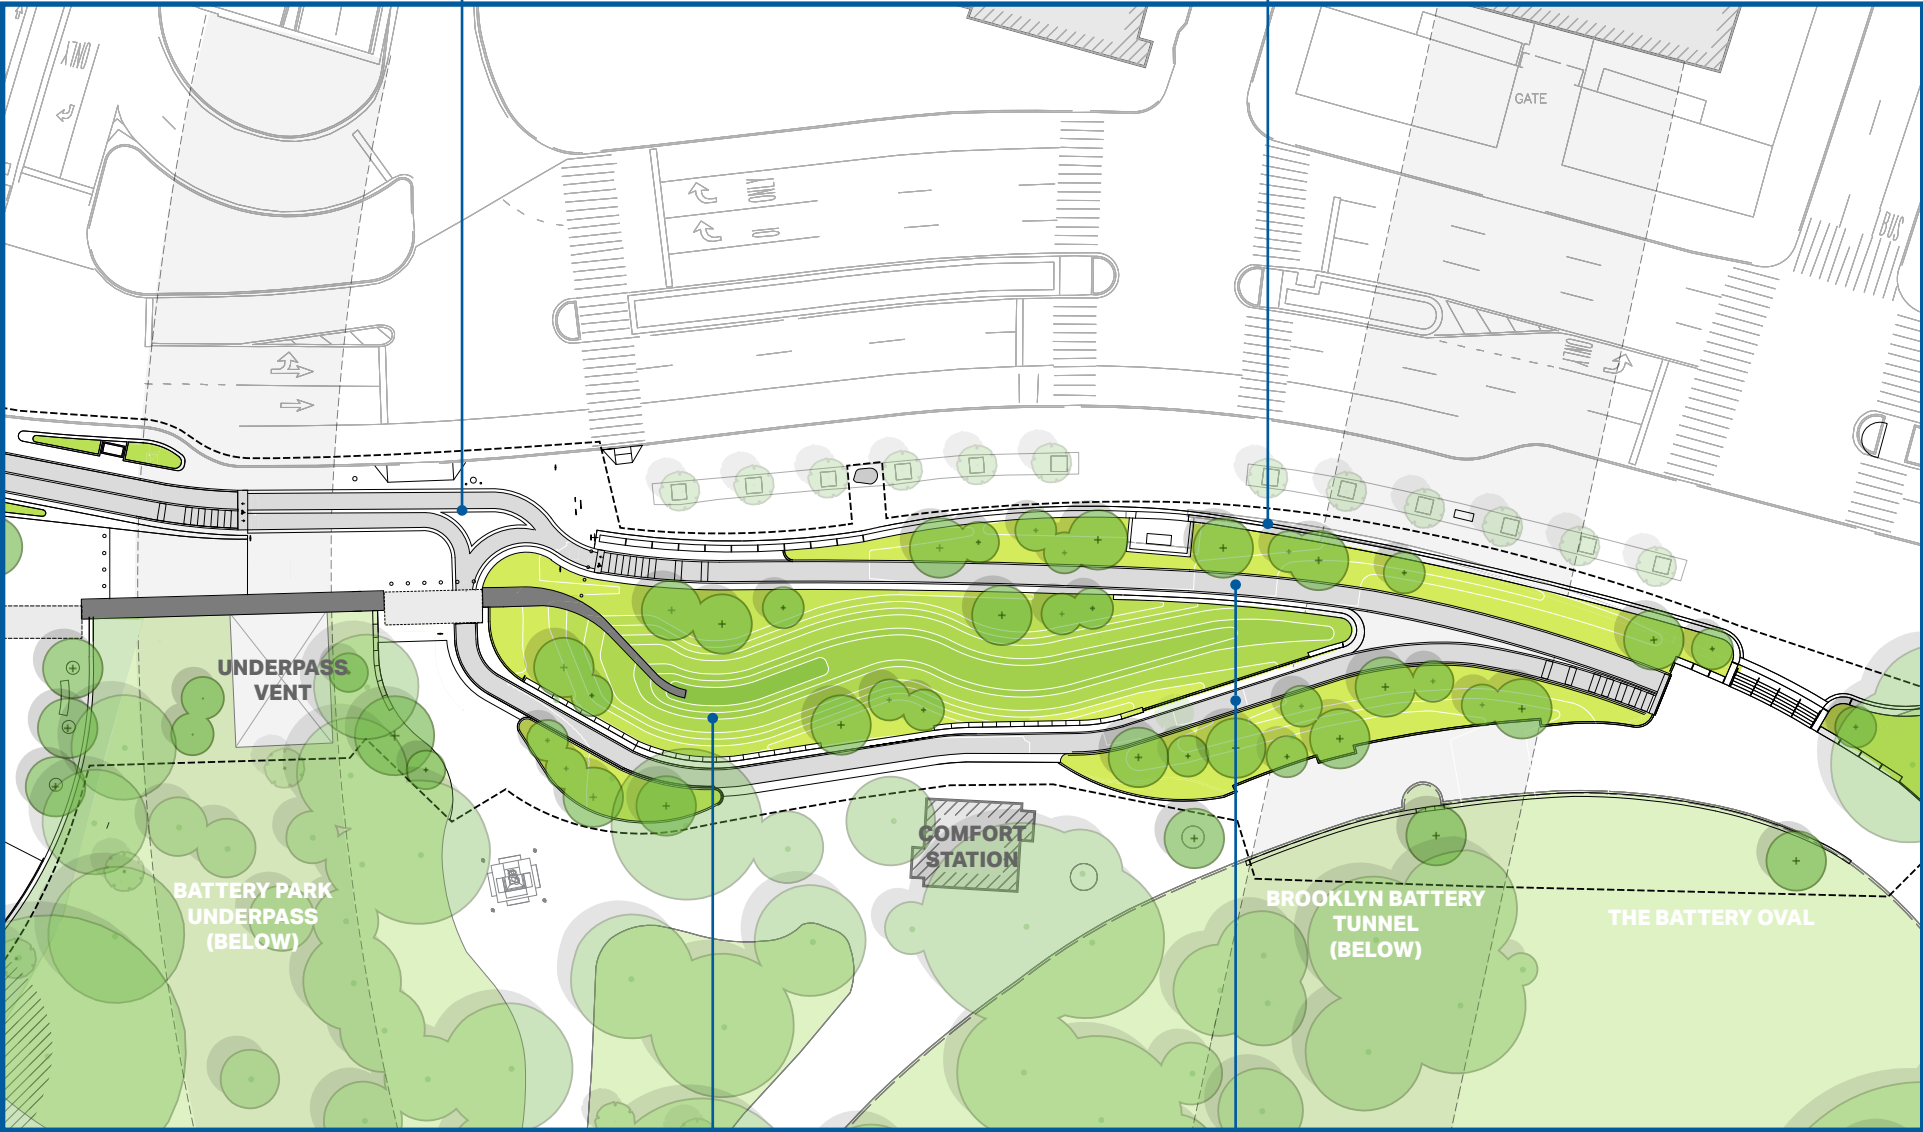 ONLY
GATE
BUS
UNDERPASS
VENT
COMFORT
STATION
BATTERY PARK
UNDERPASS
(BELOW)
BROOKLYN BATTERY
TUNNEL
(BELOW)
THE BATTERY OVAL